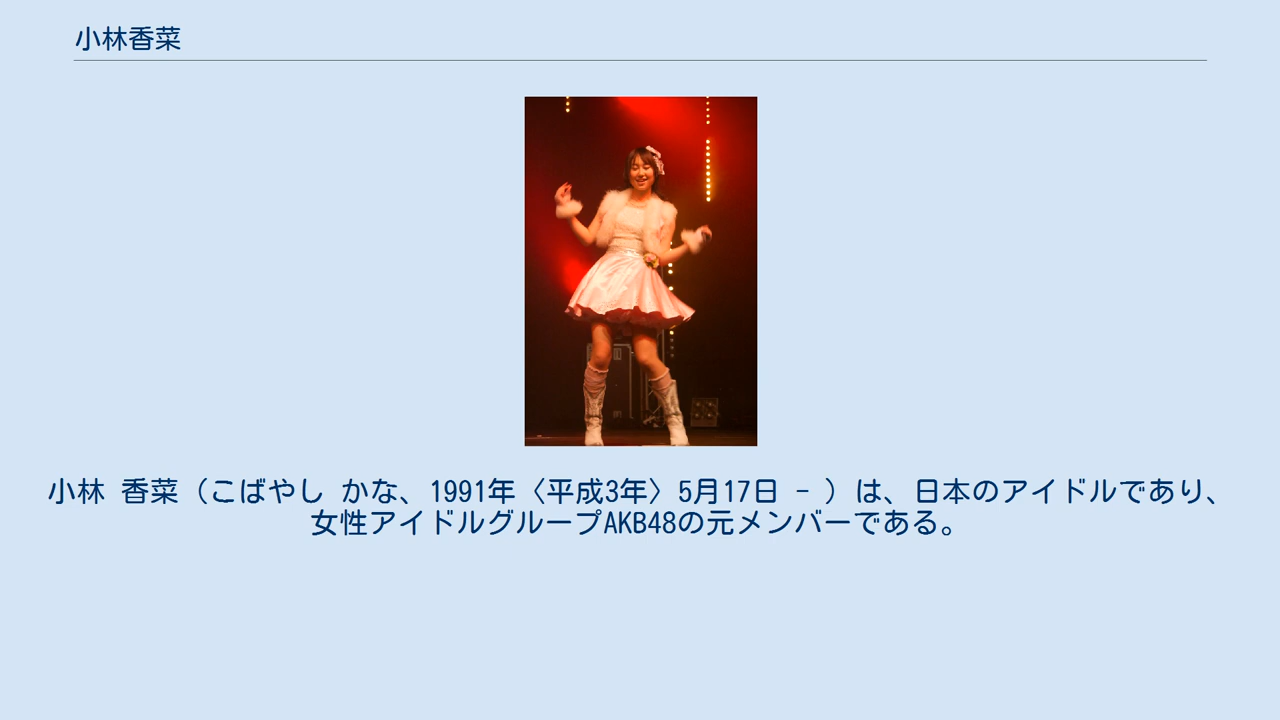 小林香菜
小林 香菜（こばやし かな、1991年〈平成3年〉5月17日 - ）は、日本のアイドルであり、
女性アイドルグループAKB48の元メンバーである。